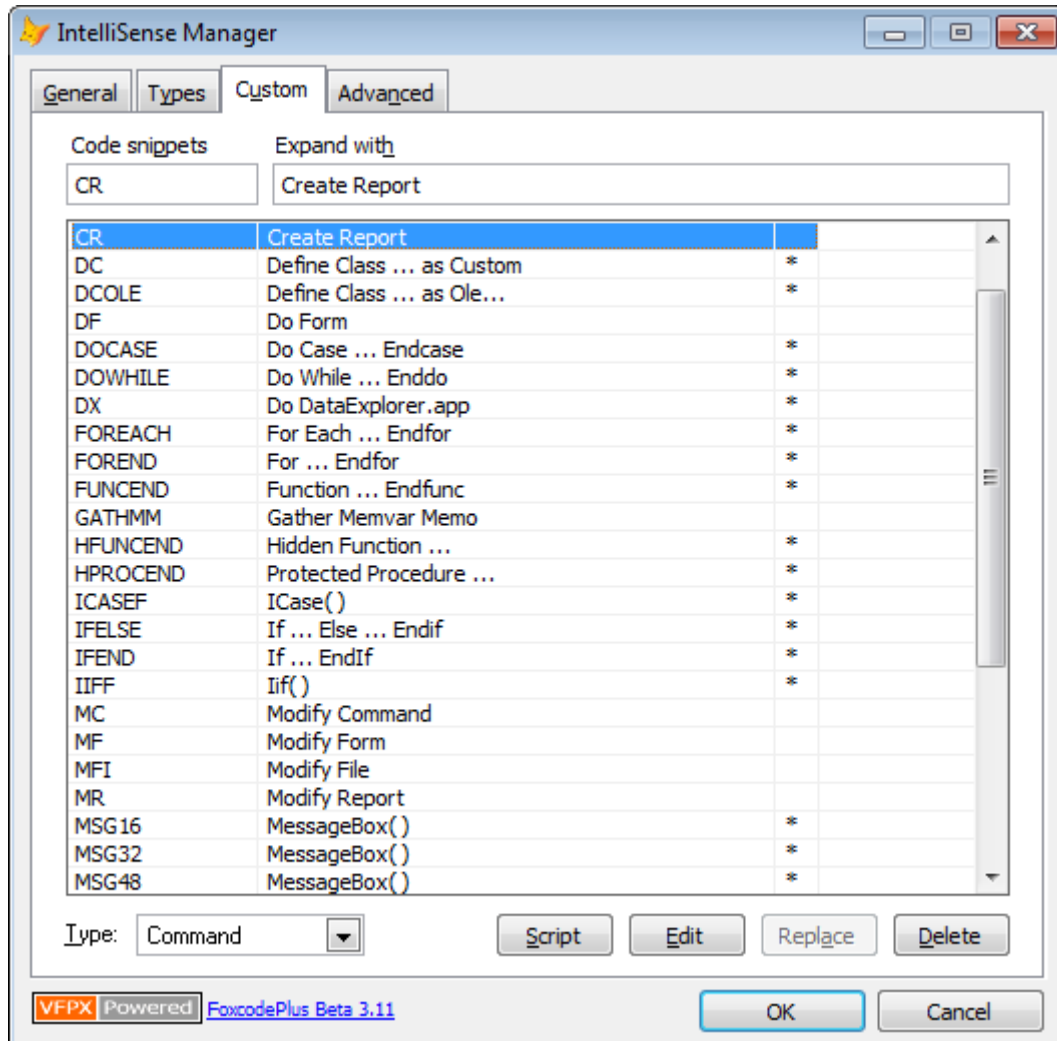 IntelliSense Manager
General Types Custom Advanced
Code snippets Expand with
CR Create Report
CR Create Report
DC Define Class ... as Custom *
DCOLE Define Class ... as Ole... *
DF Do Form
DOCASE Do Case ... Endcase *
DOWHILE Do While ... Enddo *
DX Do DataExplorer.app *
FOREACH For Each ... Endfor *
FOREND For ... Endfor *
FUNCEND Function ... Endfunc *
GATHMM Gather Memvar Memo
HFUNCEND Hidden Function ... *
HPROCEND Protected Procedure ... *
ICASEF ICase() *
IFELSE If ... Else ... Endif *
IFEND If ... EndIf *
IIFF Iif() *
MC Modify Command
MF Modify Form
MFI Modify File
MR Modify Report
MSG16 MessageBox() *
MSG32 MessageBox() *
MSG48 MessageBox() *
Type: Command Script Edit Replace Delete
VFPX Powered FoxcodePlus Beta 3.11 OK Cancel